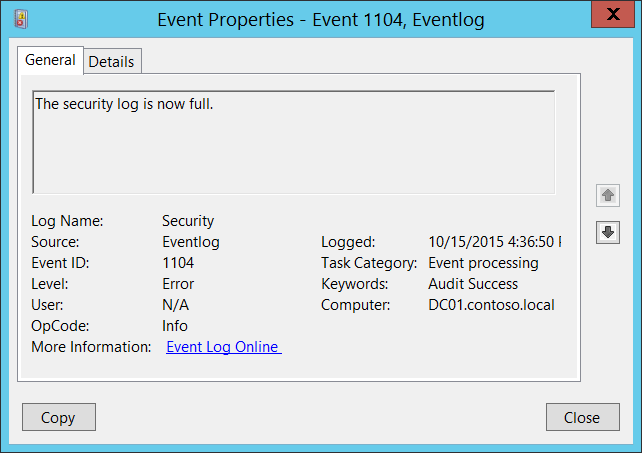 Event Properties - Event 1104, Eventlog
X
General Details
The security log is now full.
Log Name: Security
Source: Eventlog Logged: 10/15/2015 4:36:50
Event ID: 1104 Task Category: Event processing
Level: Error Keywords: Audit Success
User: N/A Computer: DC01.contoso.local
OpCode: Info
More Information: Event Log Online
Copy Close